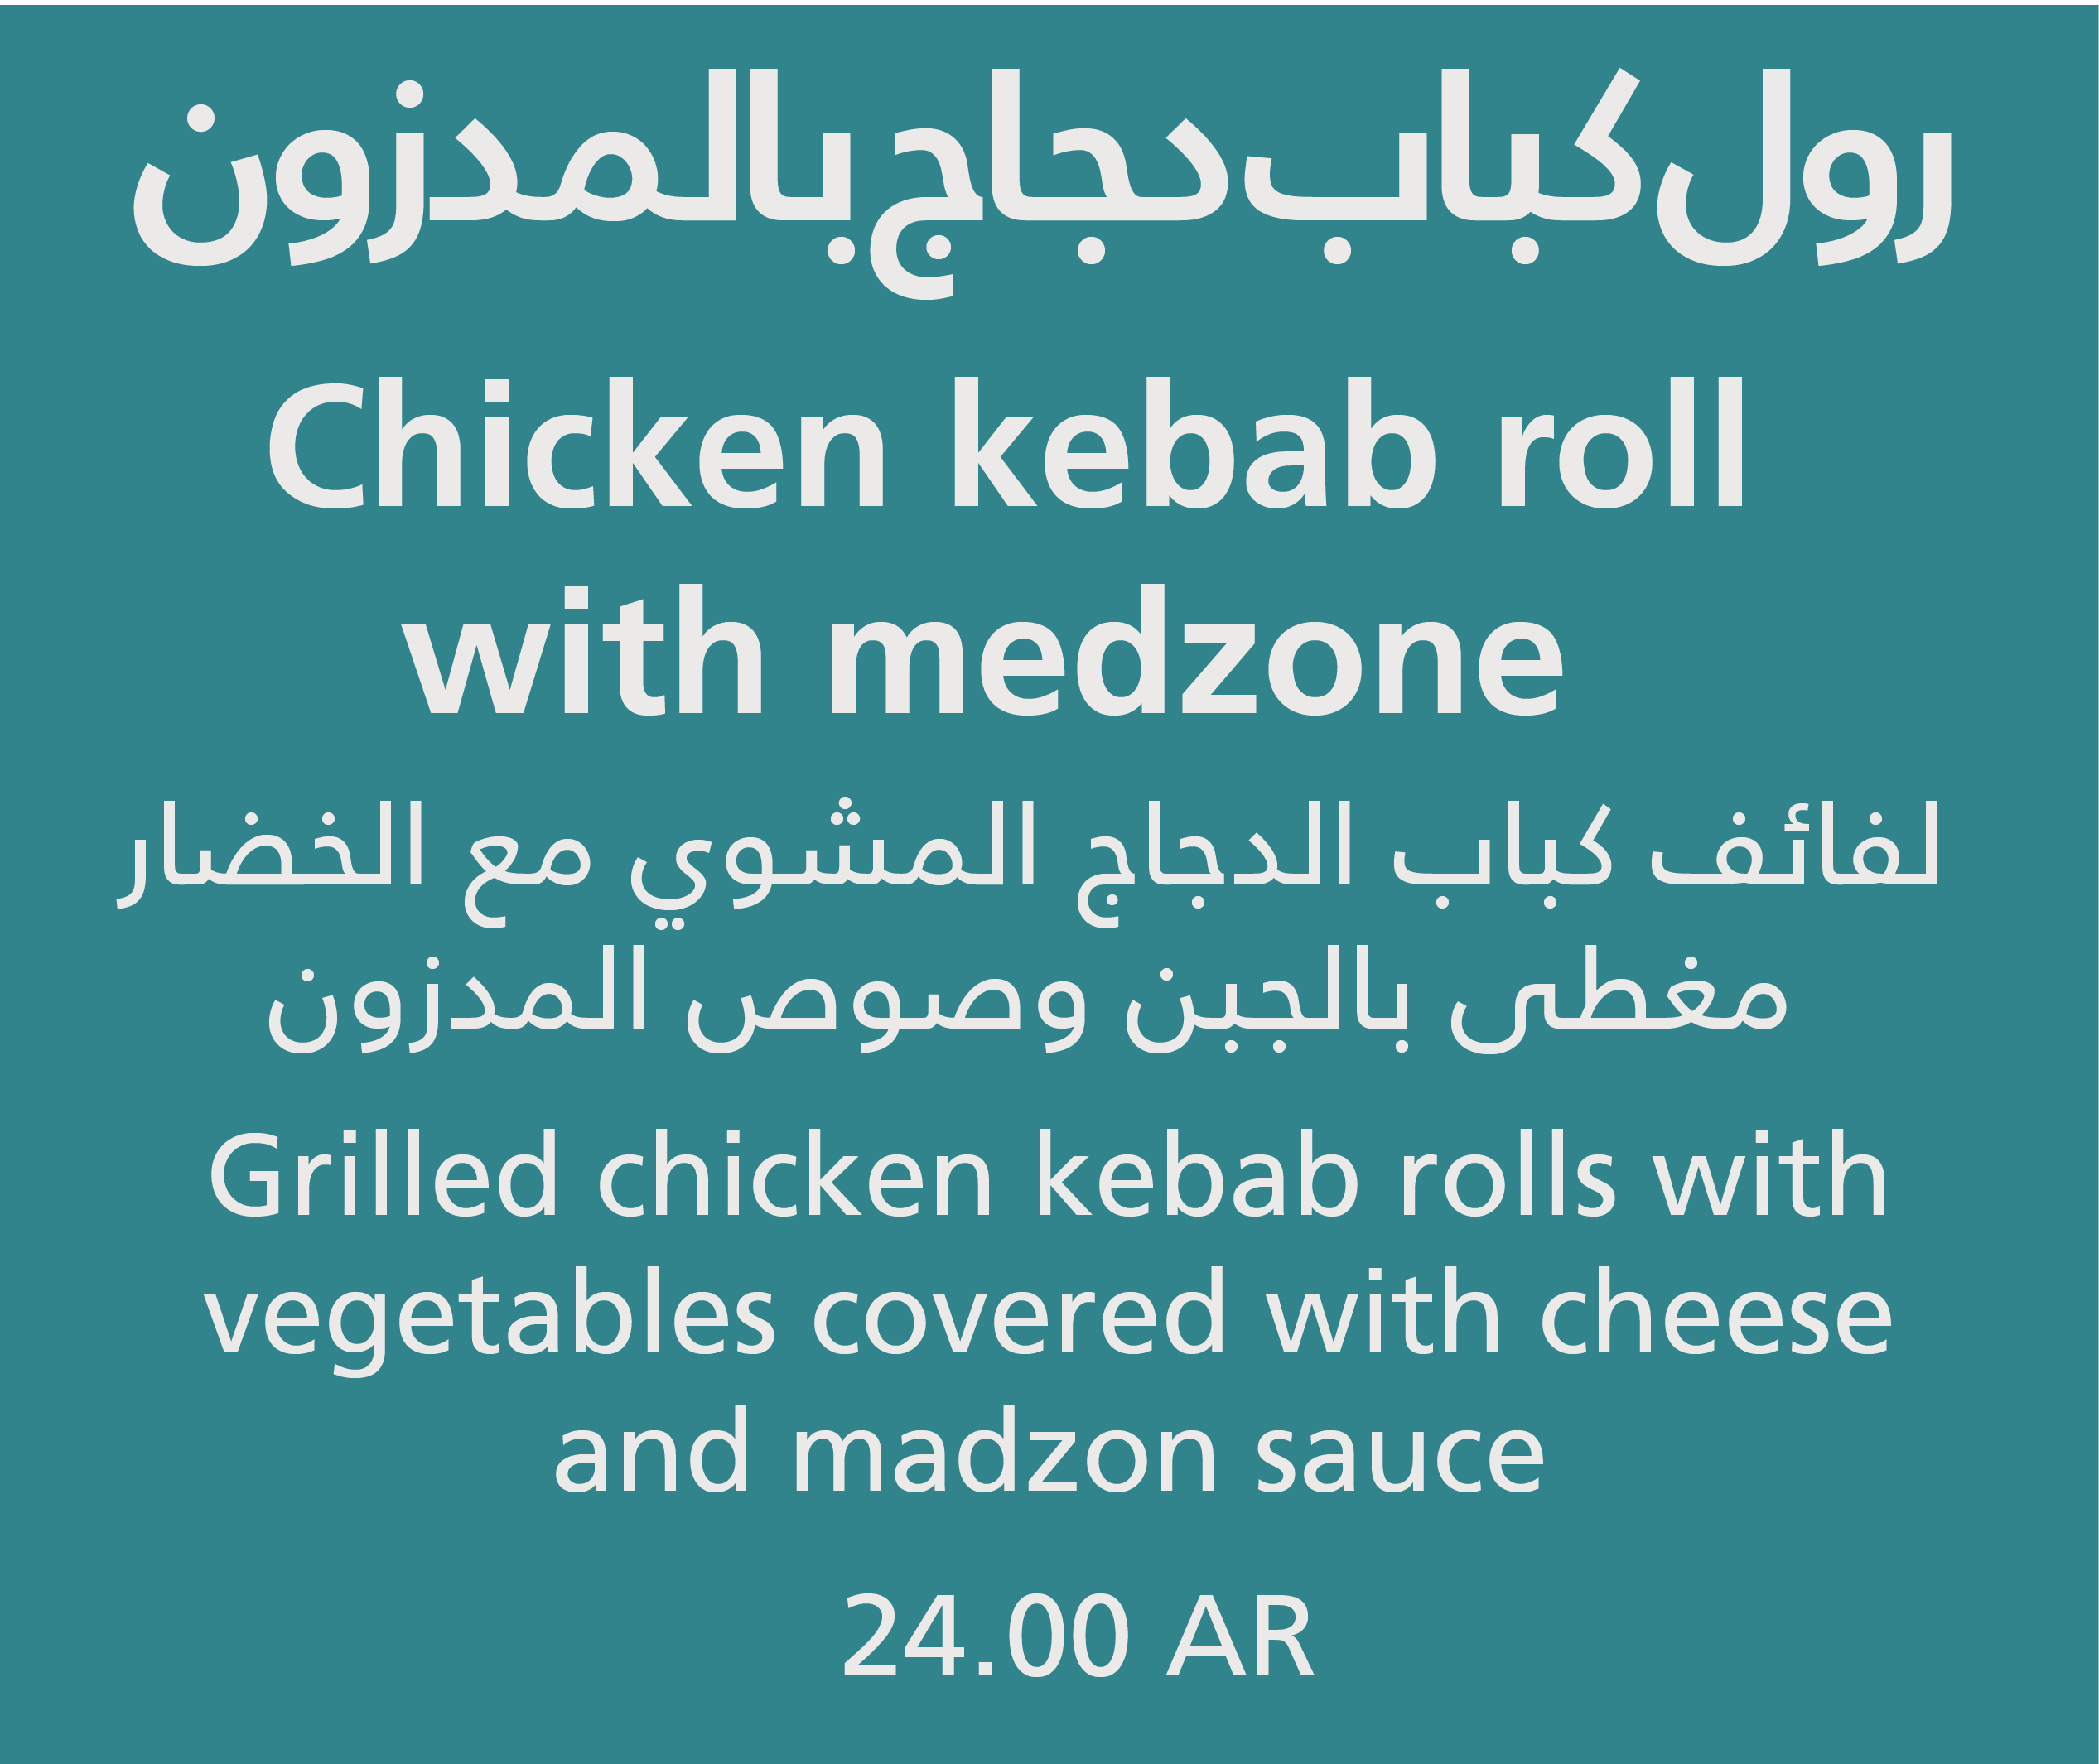 رول كباب دجاج بالمدزون
Chicken kebab roll
with medzone
لفائف كباب الدجاج المشوي مع الخضار
مغطى بالجبن وصوص المدزون
Grilled chicken kebab rolls with
vegetables covered with cheese
and madzon sauce
24.00 AR